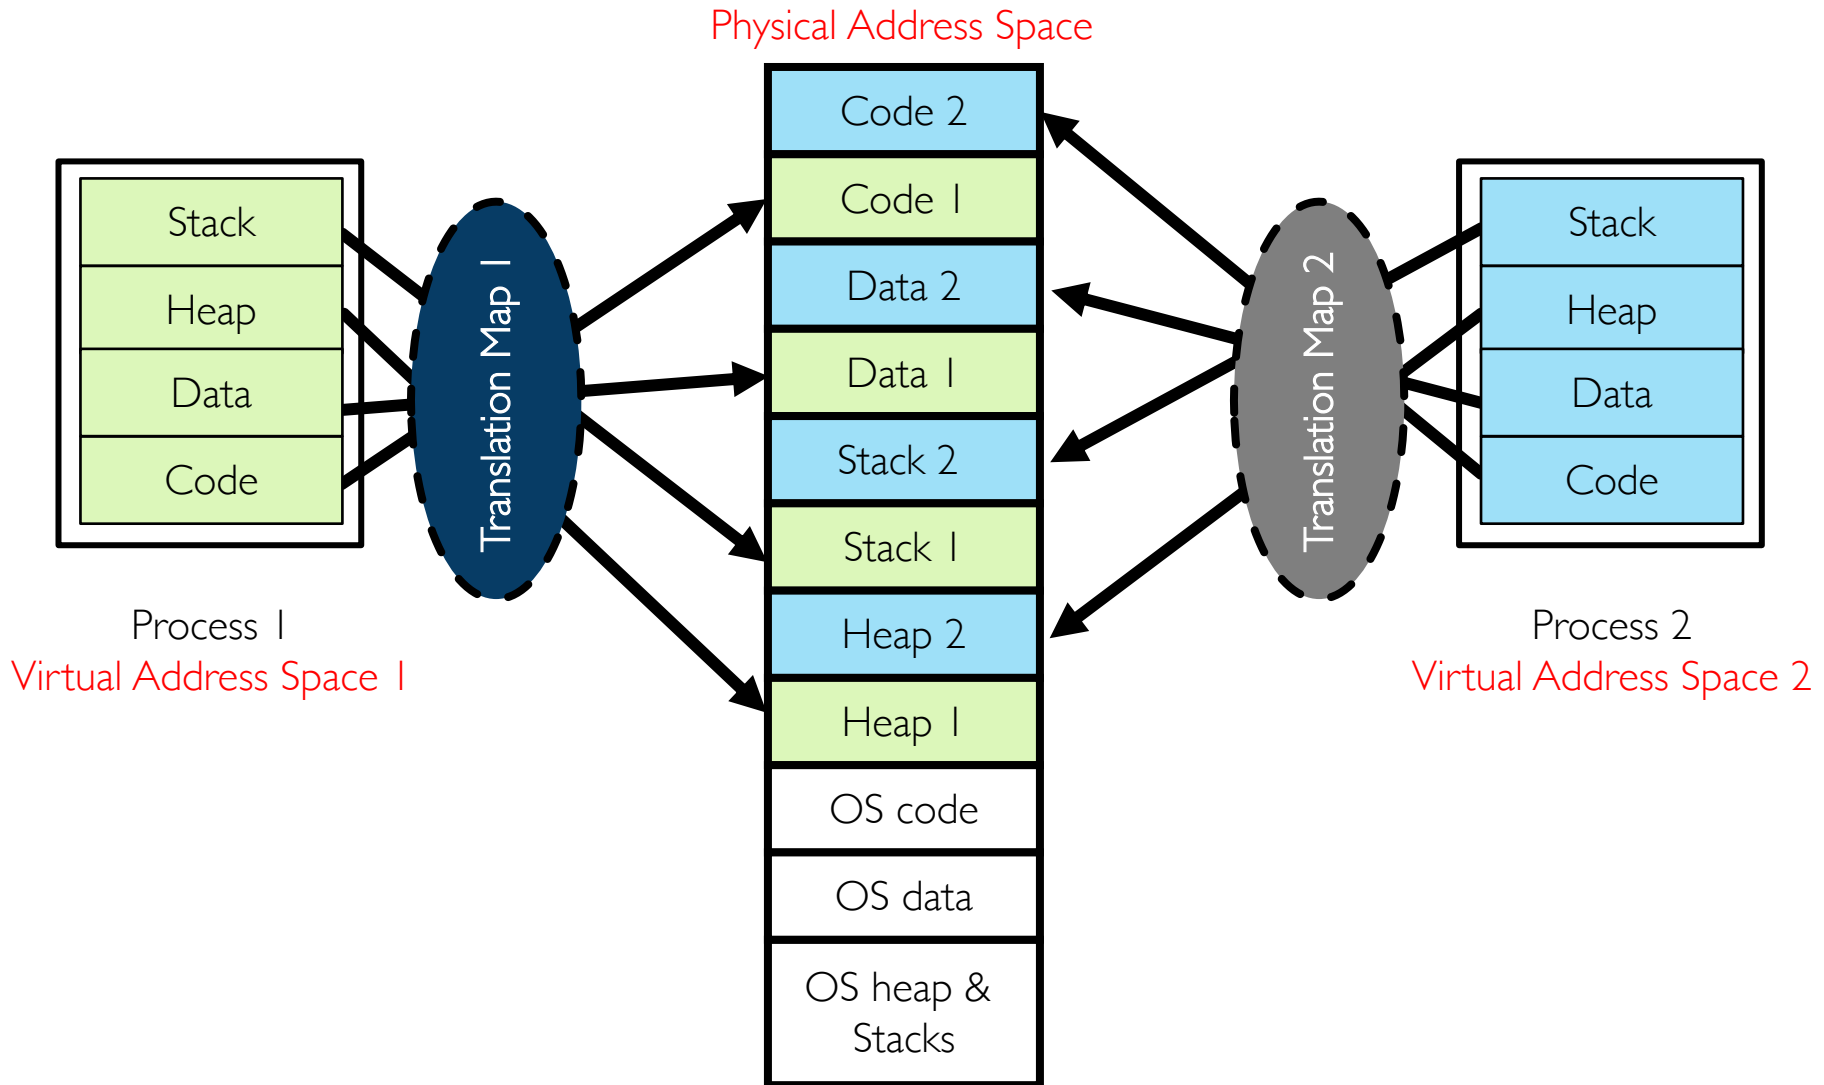 Physical Address Space
Stack
Heap
Data
Code
Process 1
Virtual Address Space 1
Translation Map 1
Code 2
Code 1
Data 2
Data 1
Stack 2
Stack 1
Heap 2
Heap 1
OS code
OS data
OS heap &
Stacks
Translation Map 2
Stack
Heap
Data
Code
Process 2
Virtual Address Space 2